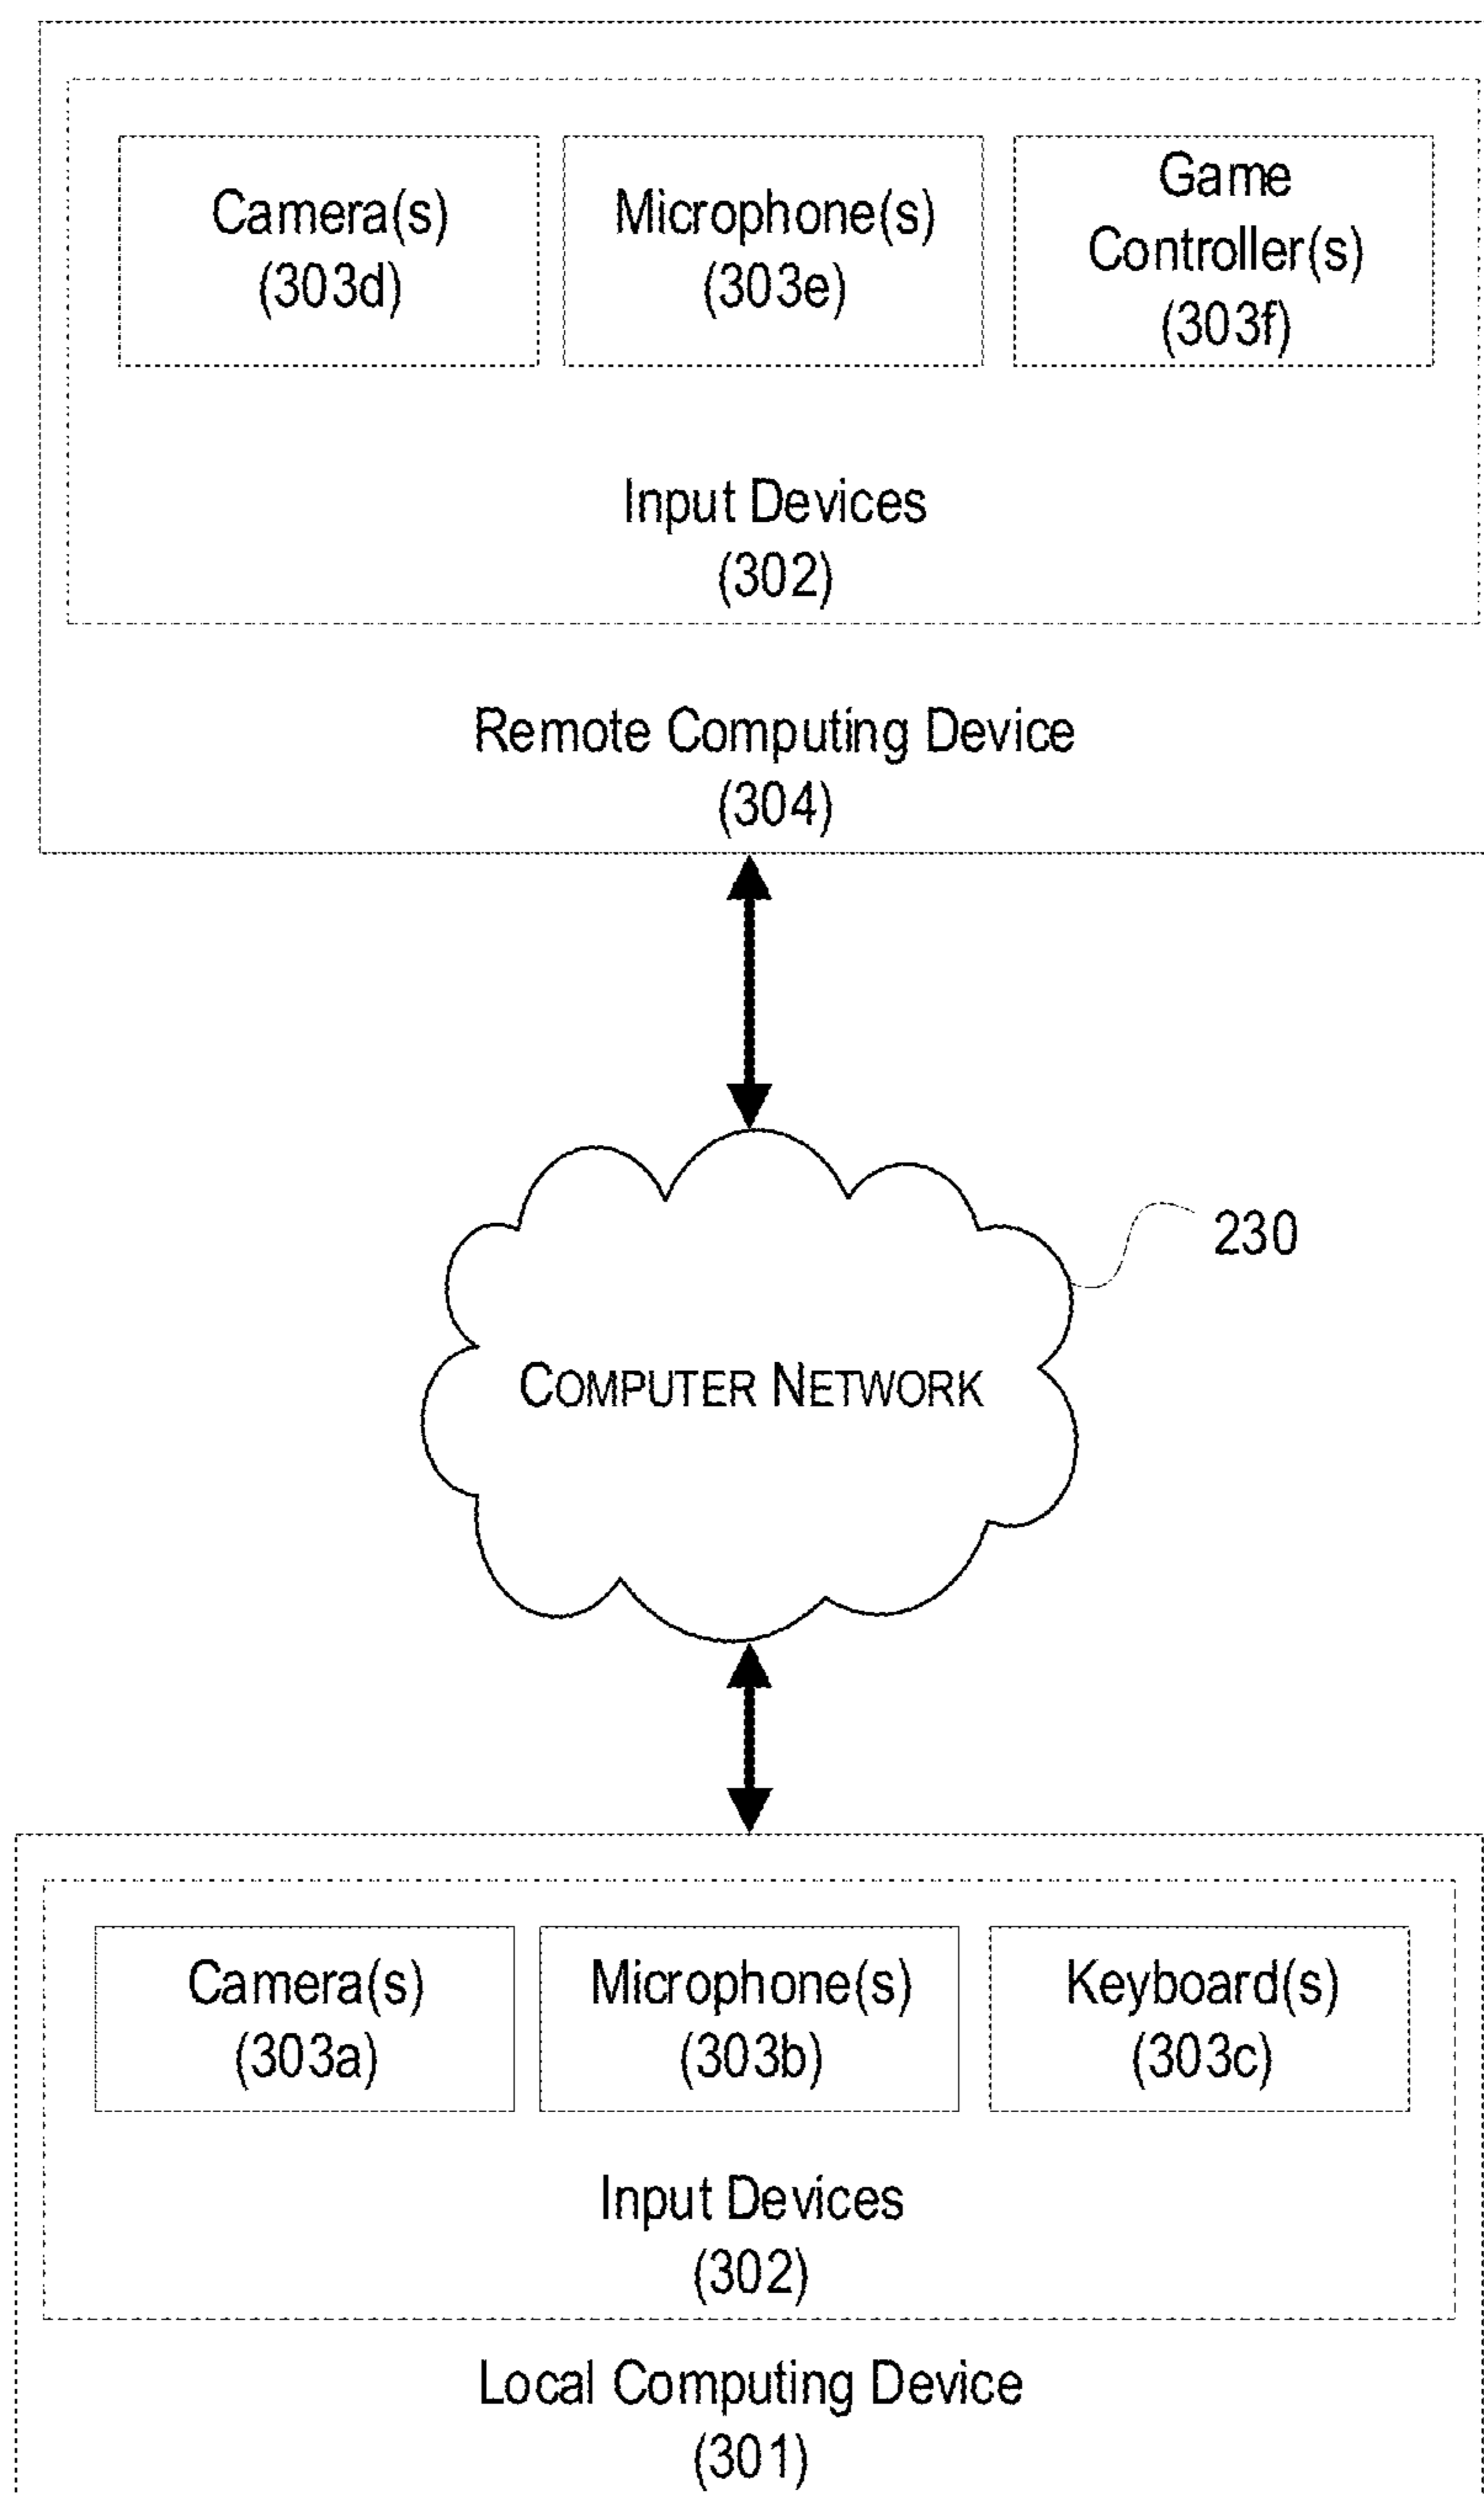 Camera(s)
(303d)
Microphone(s)
(303e)
Game
Controller(s)
(303f)
Input Devices
(302)
Remote Computing Device
(304)
230
COMPUTER NETWORK
Camera(s)
(303a)
Microphone(s)
(303b)
Keyboard(s)
(303c)
Input Devices
(302)
Local Computing Device
(301)